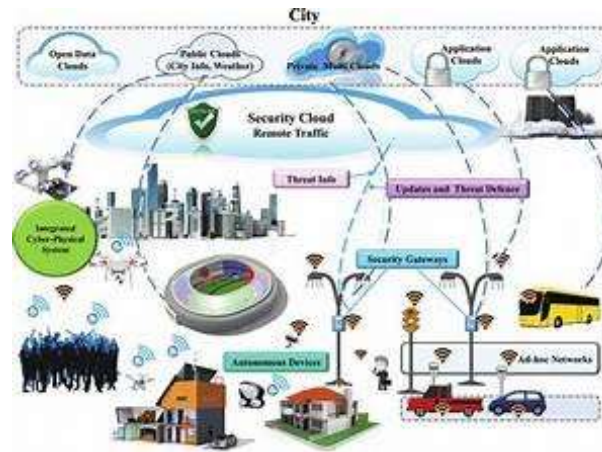 City
Open Data
Clouds
Public Clouds
(City Info, Weather)
Private Multi Clouds
Application
Clouds
Application
Clouds
Security Cloud
Remote Traffic
Threat Info
Updates and Threat Defence
Integrated
Cyber-Physical
System
Security Gateways
Autonomous Devices
Ad-hoc Networks